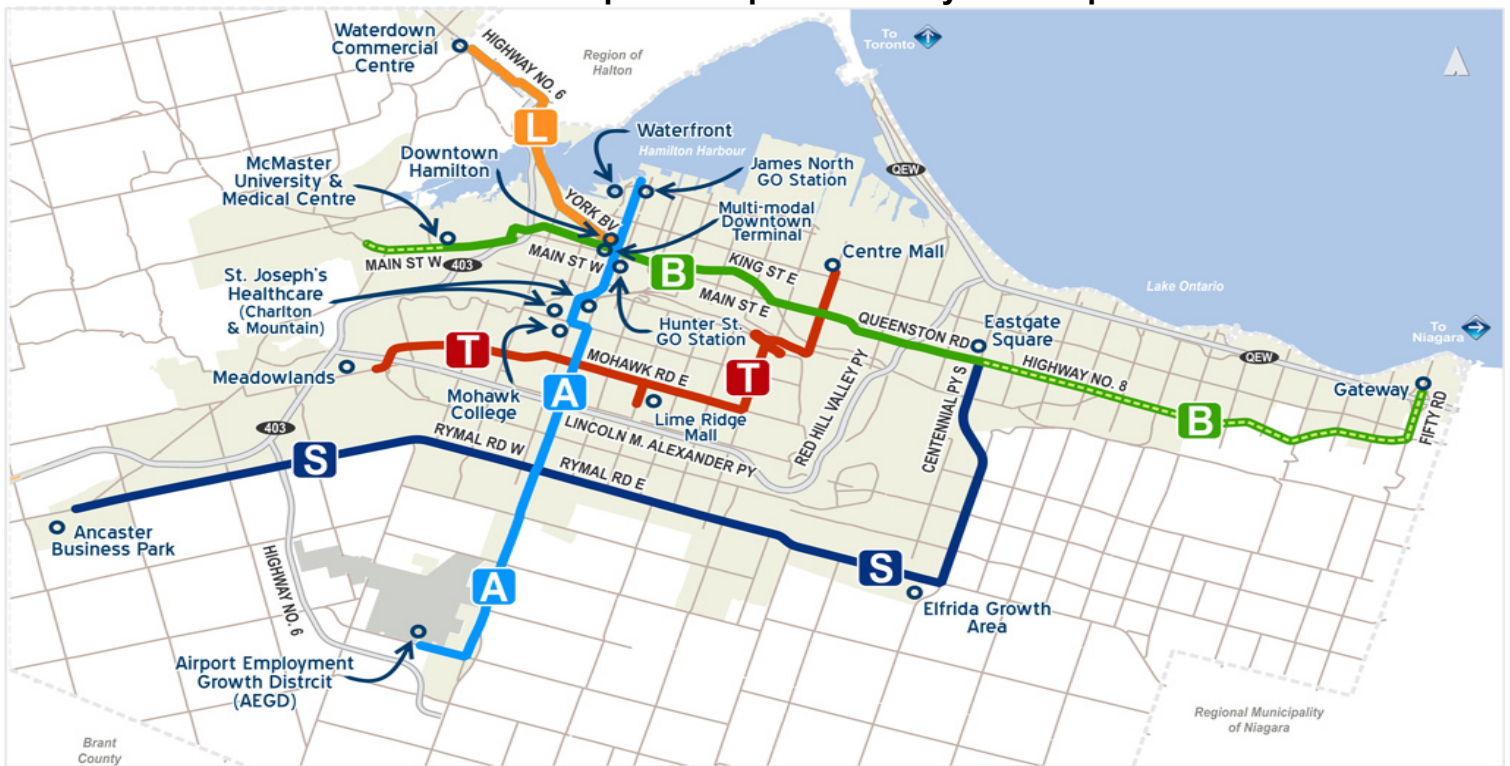 Waterdown
Commercial
Centre
HIGHWAY NO. 6
Region of
Halton
To
Toronto
L
Waterfront
Hamilton Harbour
Downtown
Hamilton
James North
GO Station
McMaster
University &
Medical Centre
QEW
YORK BV
Multi-modal
Downtown
Terminal
Centre Mall
MAIN ST W
403
MAIN ST W
B
KING ST E
MAIN ST E
St. Joseph's
Healthcare
(Charlton
& Mountain)
Hunter St.
GO Station
QUEENSTON RD
Eastgate
Square
Lake Ontario
To
Niagara
QEW
T
Meadowlands
MOHAWK RD E
T
HIGHWAY NO. 8
Gateway
Mohawk
College
A
Lime Ridge
Mall
RED HILL VALLEY PY
CENTENNIAL PY S
B
FIFTY RD
403
LINCOLN M. ALEXANDER PY
RYMAL RD W
S
RYMAL RD E
Ancaster
Business Park
HIGHWAY NO. 6
A
S
Elfrida Growth
Area
Airport Employment
Growth Distrcit
(AEGD)
Brant
County
Regional Municipality
of Niagara